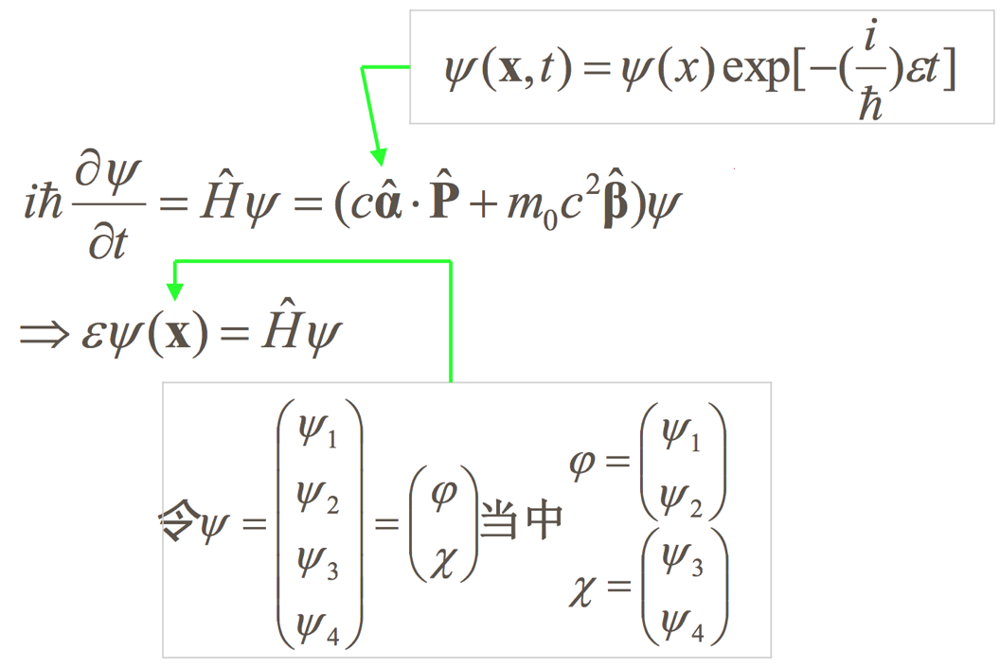 ψ(𝐱,t) = ψ(x) exp[−(i/ħ)εt]
iħ ∂ψ/∂t = Ĥψ = (c𝛂̂·𝐏̂ + m₀c²𝛃̂)ψ
⇒ εψ(𝐱) = Ĥψ
令ψ = (ψ₁ ψ₂ ψ₃ ψ₄) = (φ χ) 当中 φ = (ψ₁ ψ₂)
χ = (ψ₃ ψ₄)